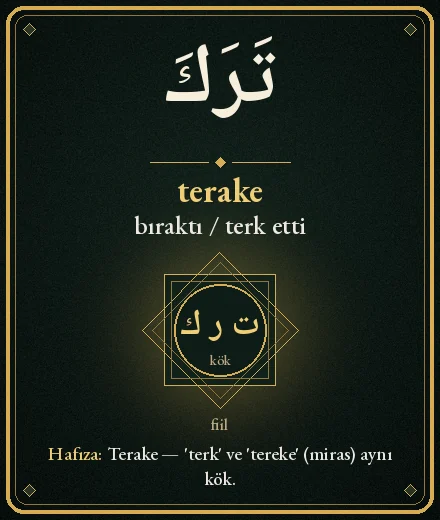 تَرَكَ
terake
bıraktı / terk etti
ت ر ك
kök
fiil
Hafıza: Terake — 'terk' ve 'tereke' (miras) aynı
kök.